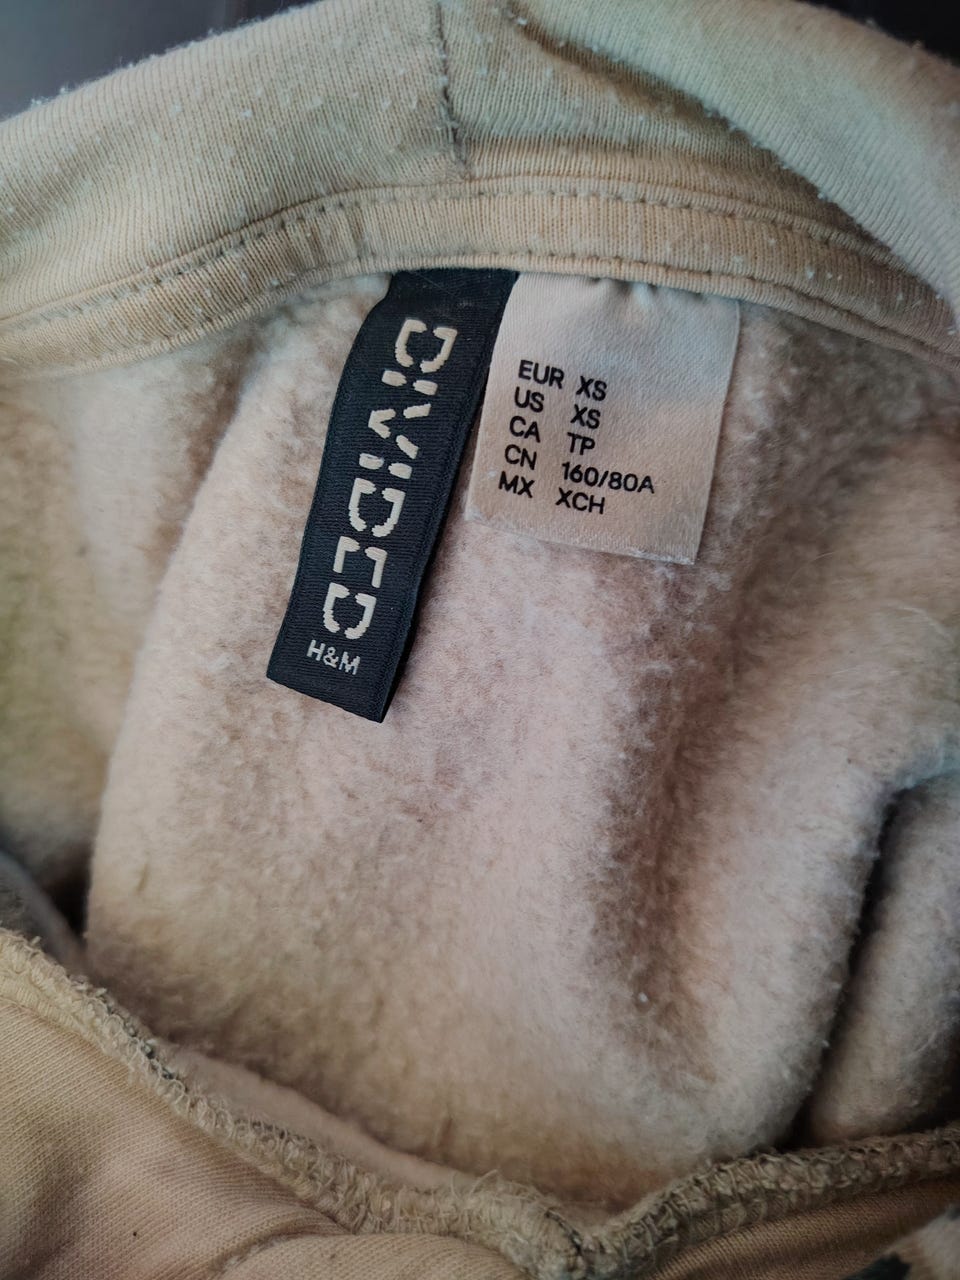 DIVIDED
H&M
EUR XS
US XS
CA TP
CN 160/80A
MX XCH